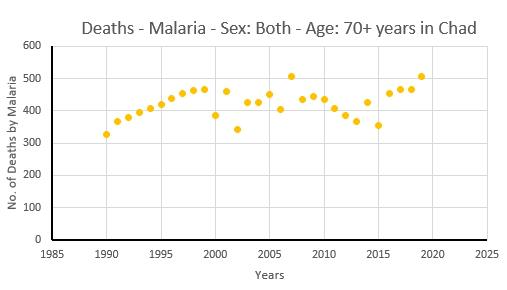 Deaths - Malaria - Sex: Both - Age: 70+ years in Chad
600
500
400
300
200
100
0
No. of Deaths by Malaria
1985 1990 1995 2000 2005 2010 2015 2020 2025
Years